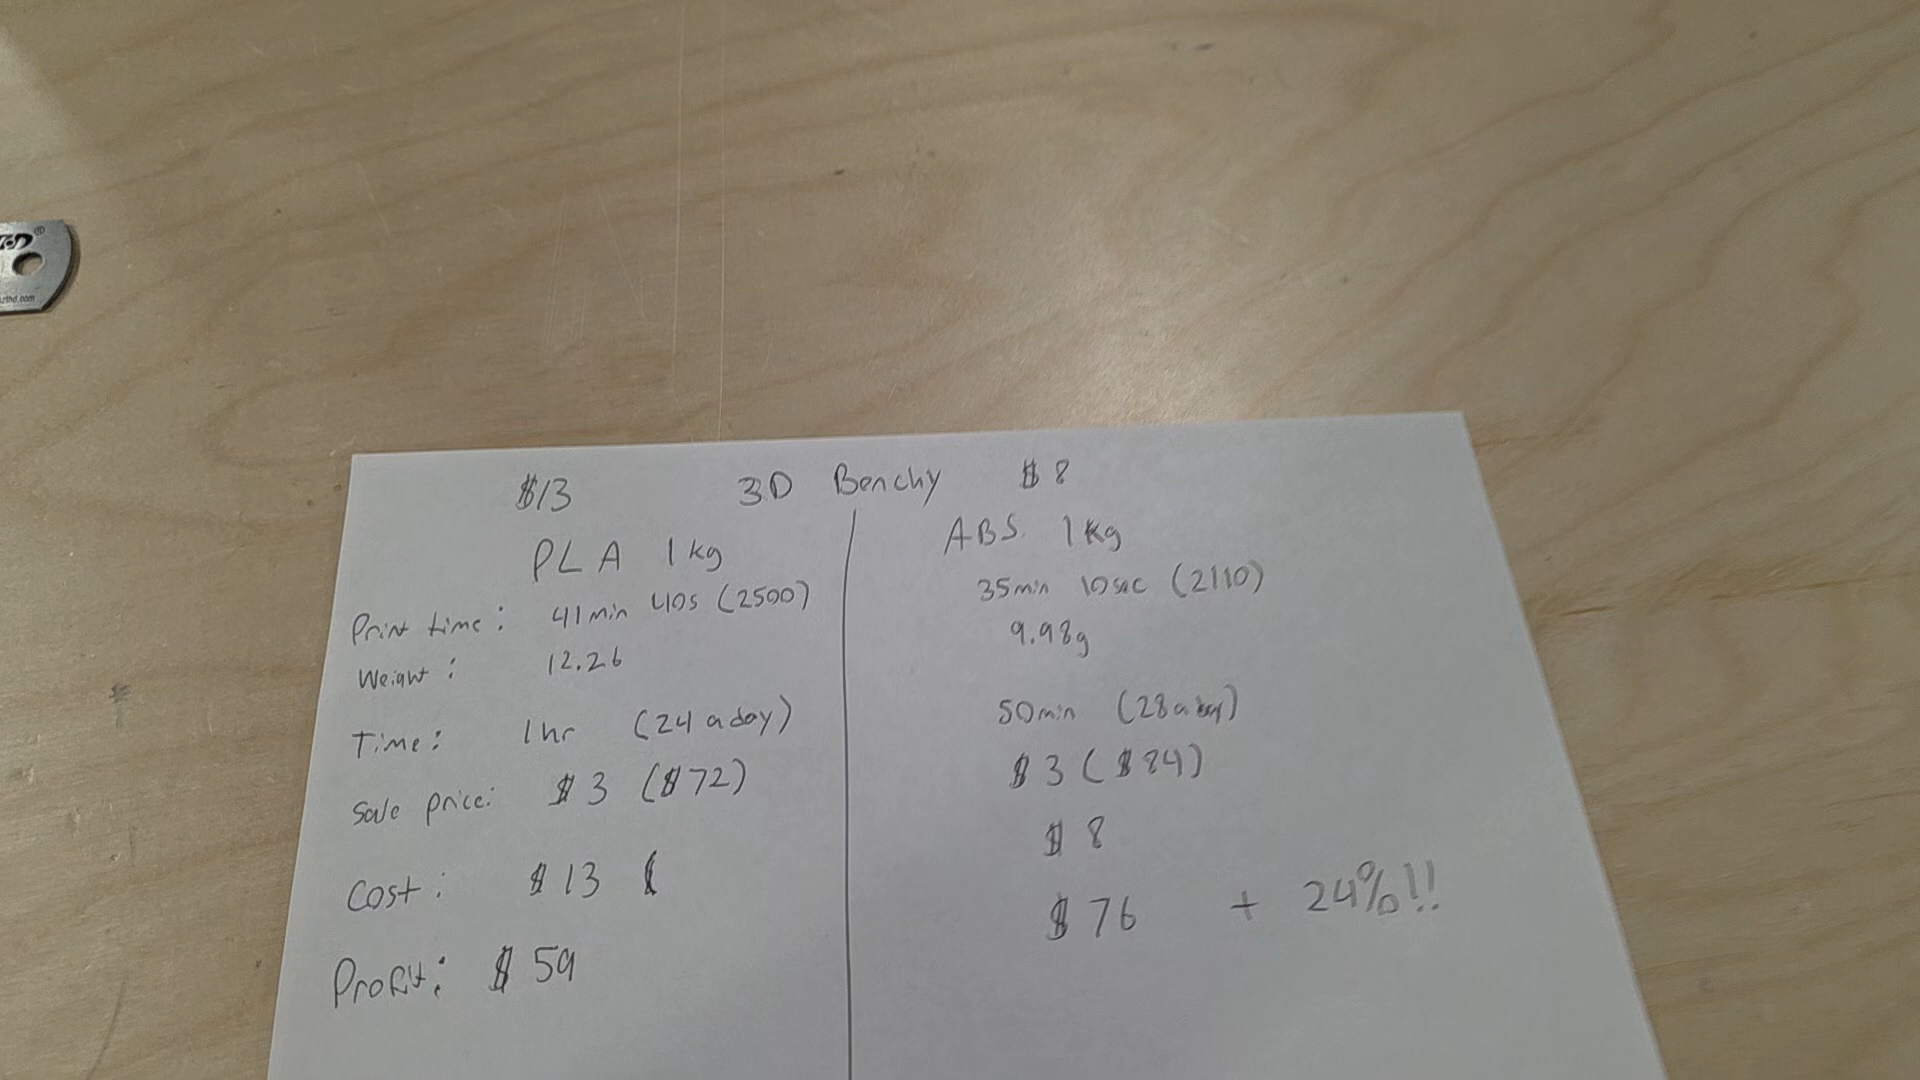 $13 3D Benchy $8
PLA 1kg
Print time: 41min 40s (2500)
Weight: 12.26
Time: 1hr (24 a day)
Sale price: $3 ($72)
Cost: $13
Profit: $59
ABS 1kg
35min 10sec (2110)
9.98g
50min (28 a day)
$3 ($84)
$8
$76 + 24%!!
®
zthd.com